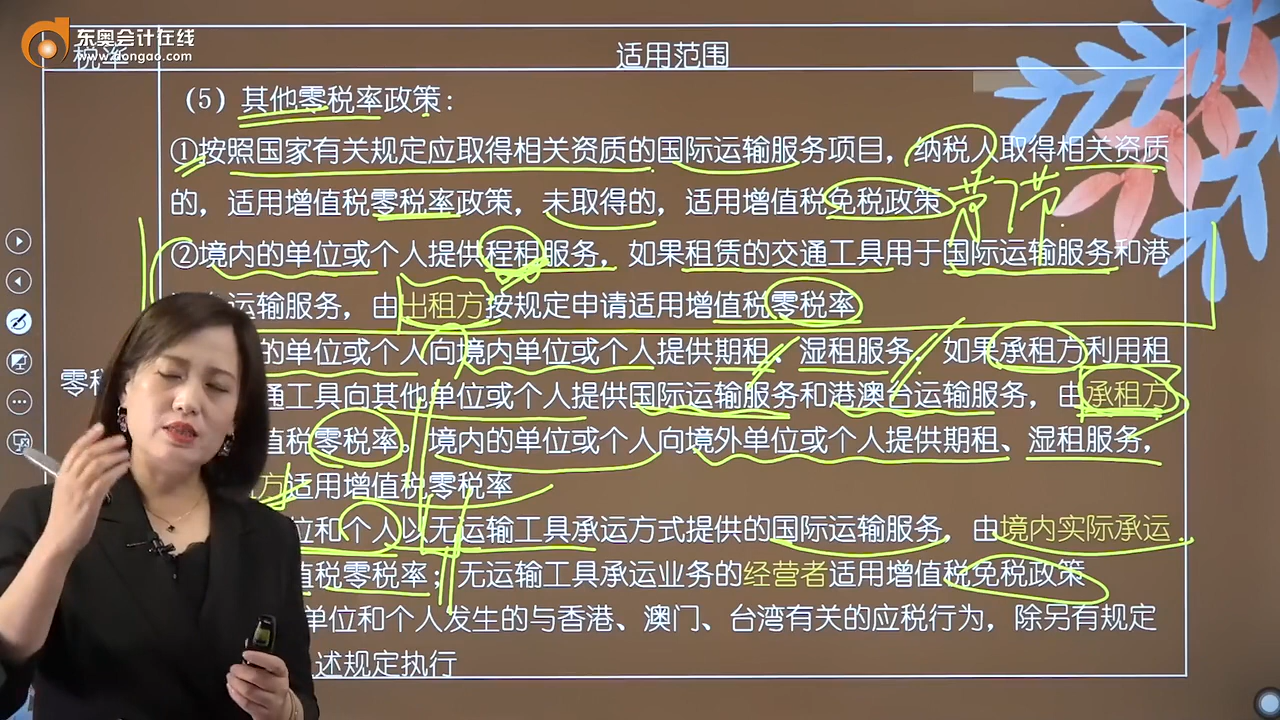 东奥会计在线
www.dongao.com
税率
适用范围
（5）其他零税率政策：
①按照国家有关规定应取得相关资质的国际运输服务项目，纳税人取得相关资质
的，适用增值税零税率政策，未取得的，适用增值税免税政策
②境内的单位或个人提供程租服务，如果租赁的交通工具用于国际运输服务和港
运输服务，由出租方按规定申请适用增值税零税率
的单位或个人向境内单位或个人提供期租、湿租服务，如果承租方利用租
通工具向其他单位或个人提供国际运输服务和港澳台运输服务，由承租方
值税零税率。境内的单位或个人向境外单位或个人提供期租、湿租服务，
方适用增值税零税率
位和个人以无运输工具承运方式提供的国际运输服务，由境内实际承运
值税零税率；无运输工具承运业务的经营者适用增值税免税政策
单位和个人发生的与香港、澳门、台湾有关的应税行为，除另有规定
述规定执行
零税